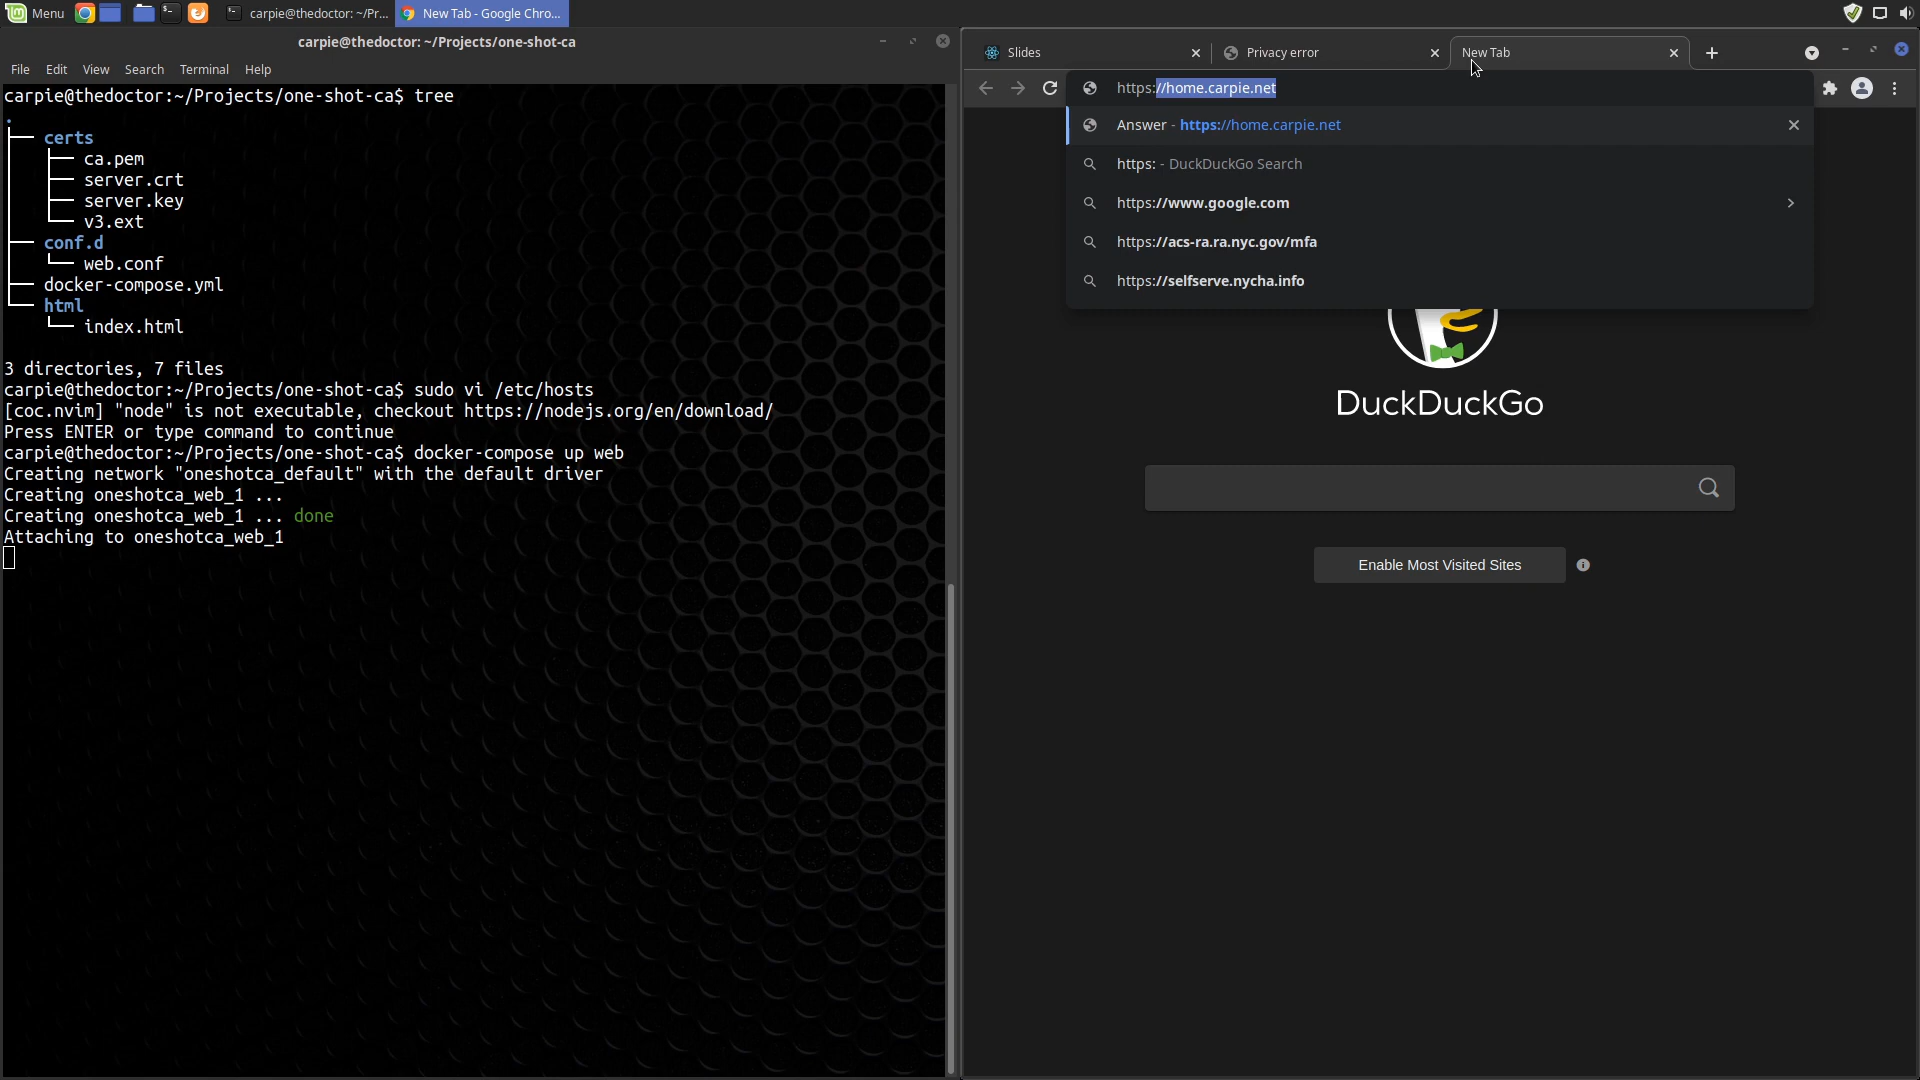 Menu
carpie@thedoctor: ~/Pr...
New Tab - Google Chro...
carpie@thedoctor: ~/Projects/one-shot-ca
File Edit View Search Terminal Help
carpie@thedoctor:~/Projects/one-shot-ca$ tree
.
├── certs
│   ├── ca.pem
│   ├── server.crt
│   ├── server.key
│   └── v3.ext
├── conf.d
│   └── web.conf
├── docker-compose.yml
└── html
    └── index.html
3 directories, 7 files
carpie@thedoctor:~/Projects/one-shot-ca$ sudo vi /etc/hosts
[coc.nvim] "node" is not executable, checkout https://nodejs.org/en/download/
Press ENTER or type command to continue
carpie@thedoctor:~/Projects/one-shot-ca$ docker-compose up web
Creating network "oneshotca_default" with the default driver
Creating oneshotca_web_1 ...
Creating oneshotca_web_1 ... done
Attaching to oneshotca_web_1
Slides
Privacy error
New Tab
https://home.carpie.net
Answer - https://home.carpie.net
https: - DuckDuckGo Search
https://www.google.com
https://acs-ra.ra.nyc.gov/mfa
https://selfserve.nycha.info
DuckDuckGo
Enable Most Visited Sites